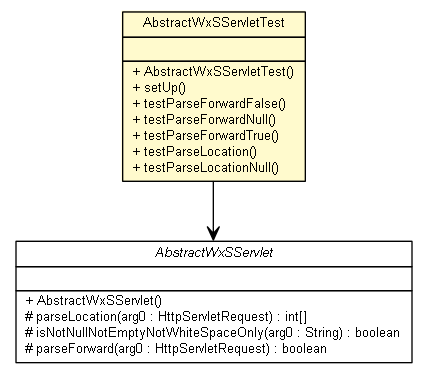 AbstractWxSServletTest
+ AbstractWxSServletTest()
+ setUp()
+ testParseForwardFalse()
+ testParseForwardNull()
+ testParseForwardTrue()
+ testParseLocation()
+ testParseLocationNull()
AbstractWxSServlet
+ AbstractWxSServlet()
# parseLocation(arg0 : HttpServletRequest) : int[]
# isNotNullNotEmptyNotWhiteSpaceOnly(arg0 : String) : boolean
# parseForward(arg0 : HttpServletRequest) : boolean